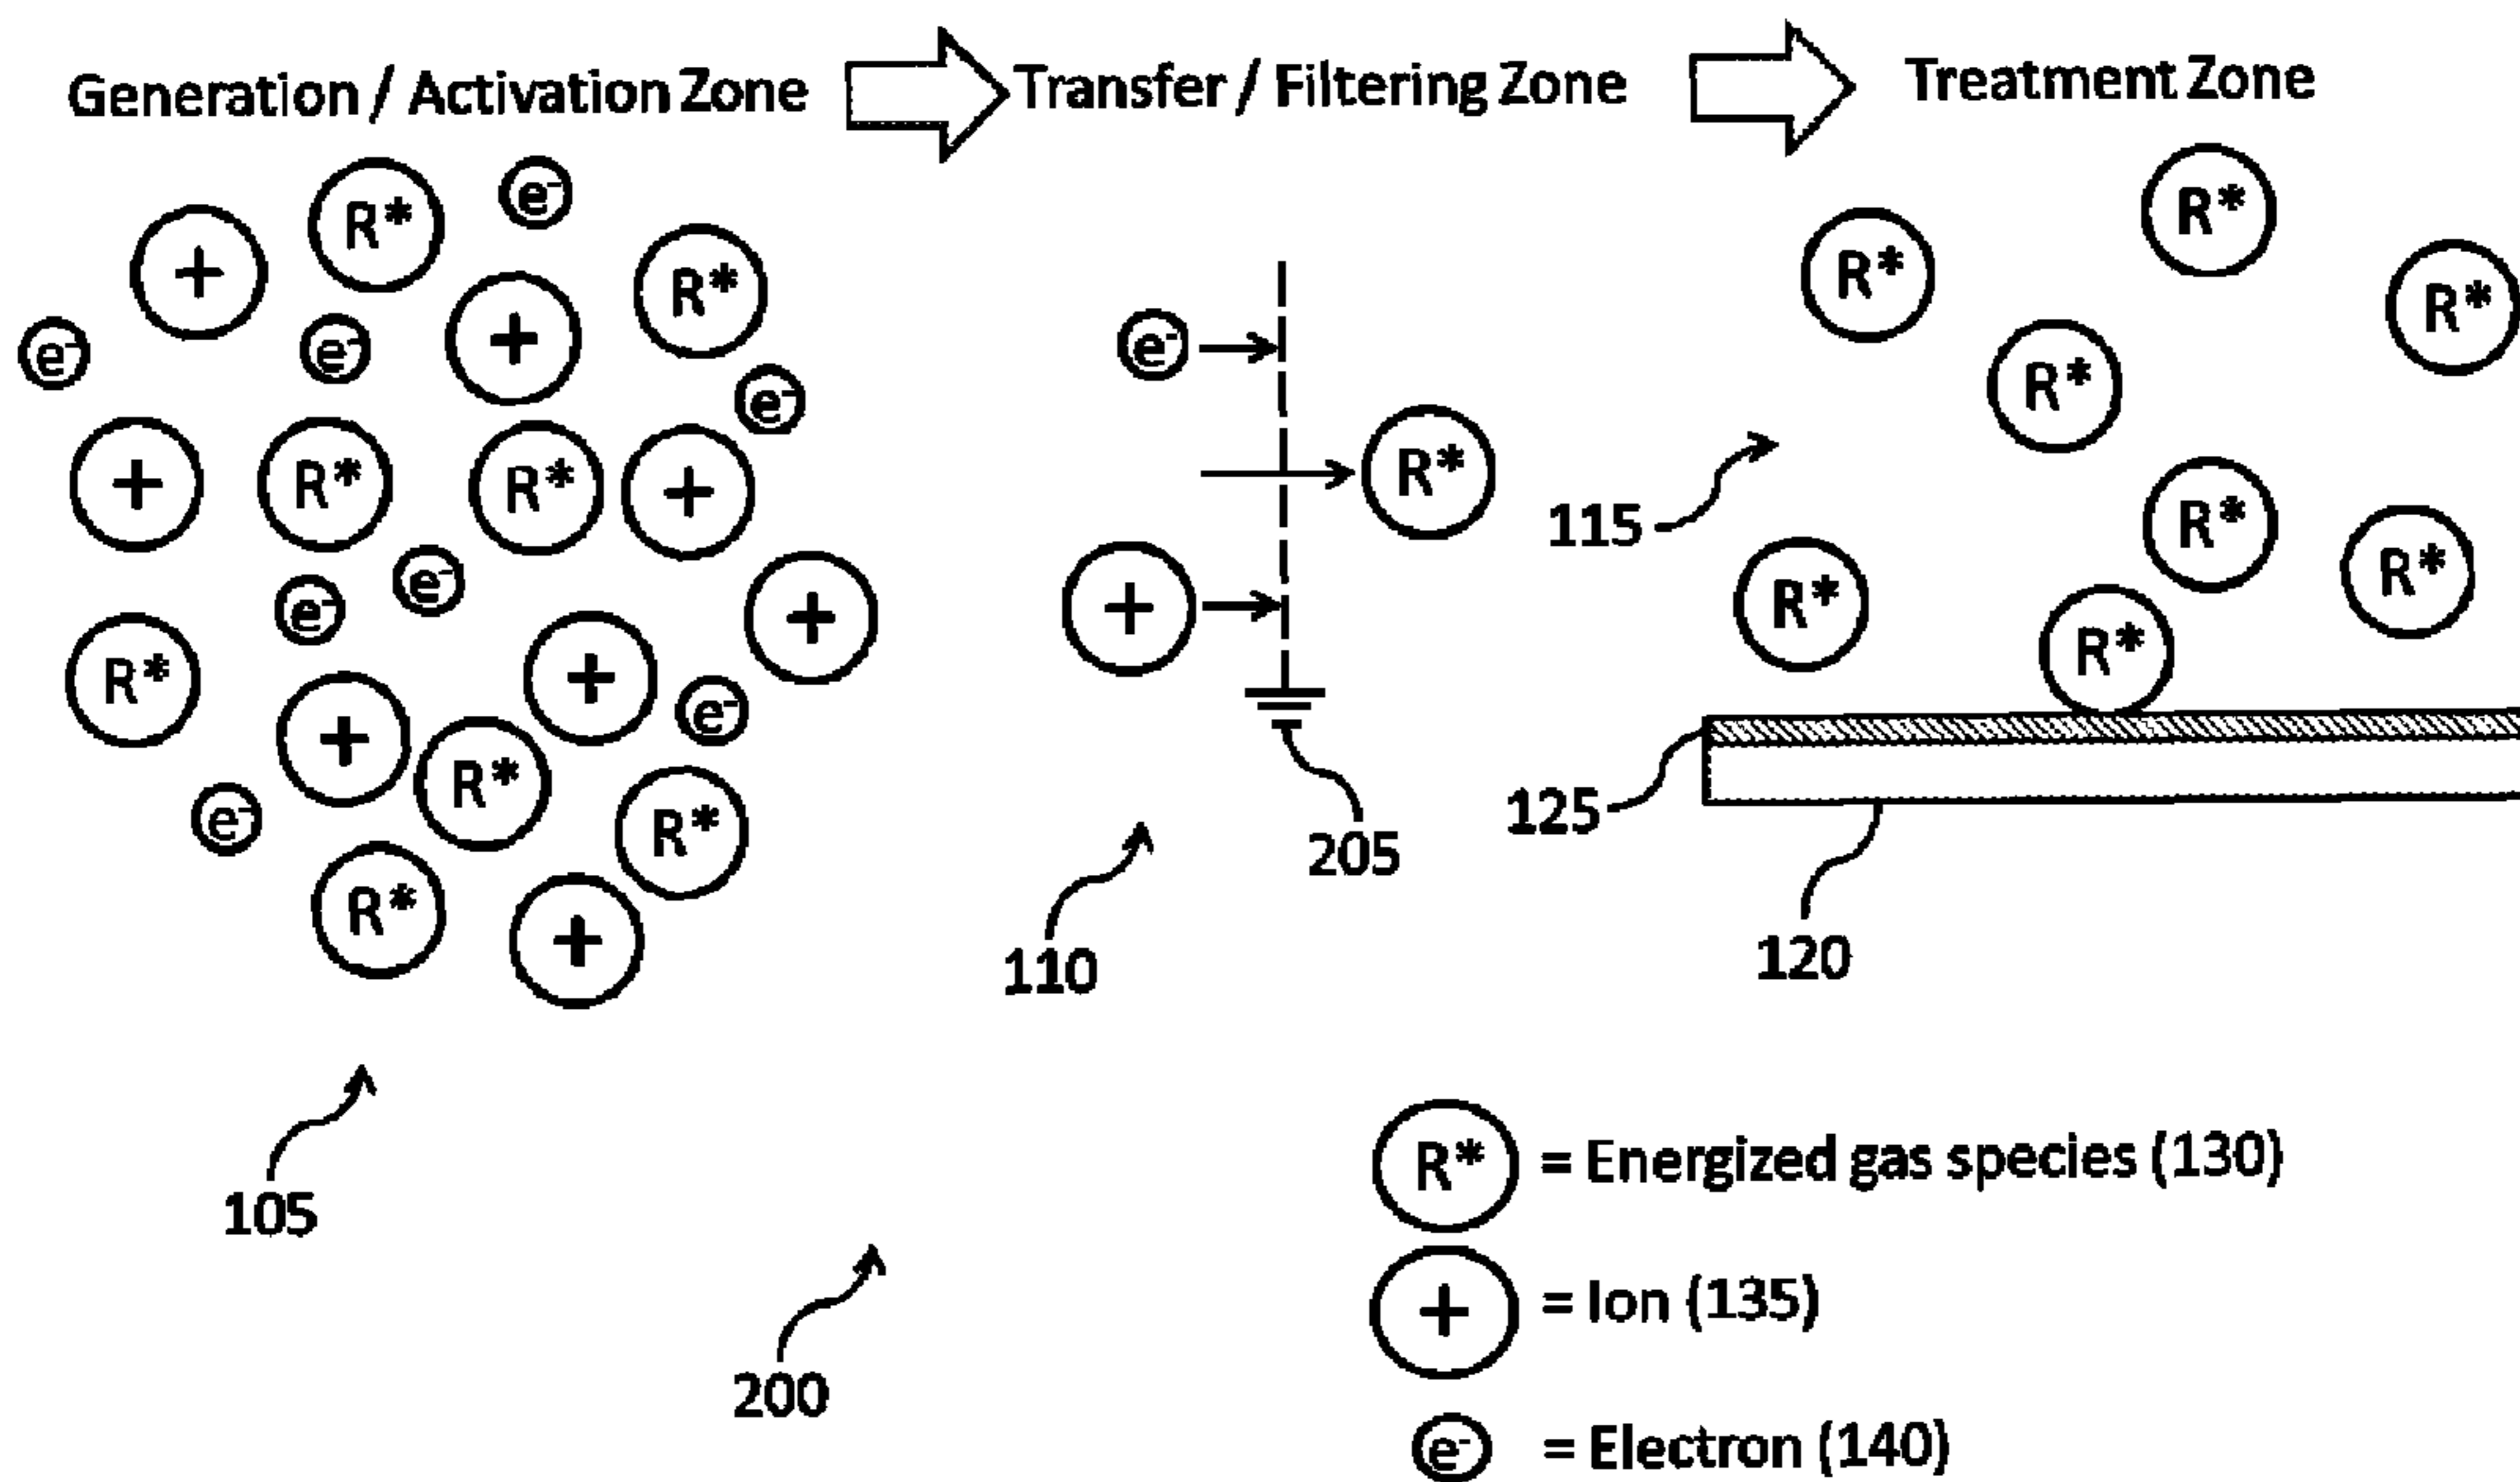 Generation / Activation Zone
Transfer / Filtering Zone
Treatment Zone
e-
R*
R*
+
R*
R*
R*
+
e-
e-
+
e-
R*
e-
R*
+
R*
R*
+
R*
115
R*
R*
e-
e-
+
+
R*
R*
+
e-
+
R*
e-
R*
125
205
R*
+
110
120
105
R* = Energized gas species (130)
+ = Ion (135)
200
e- = Electron (140)